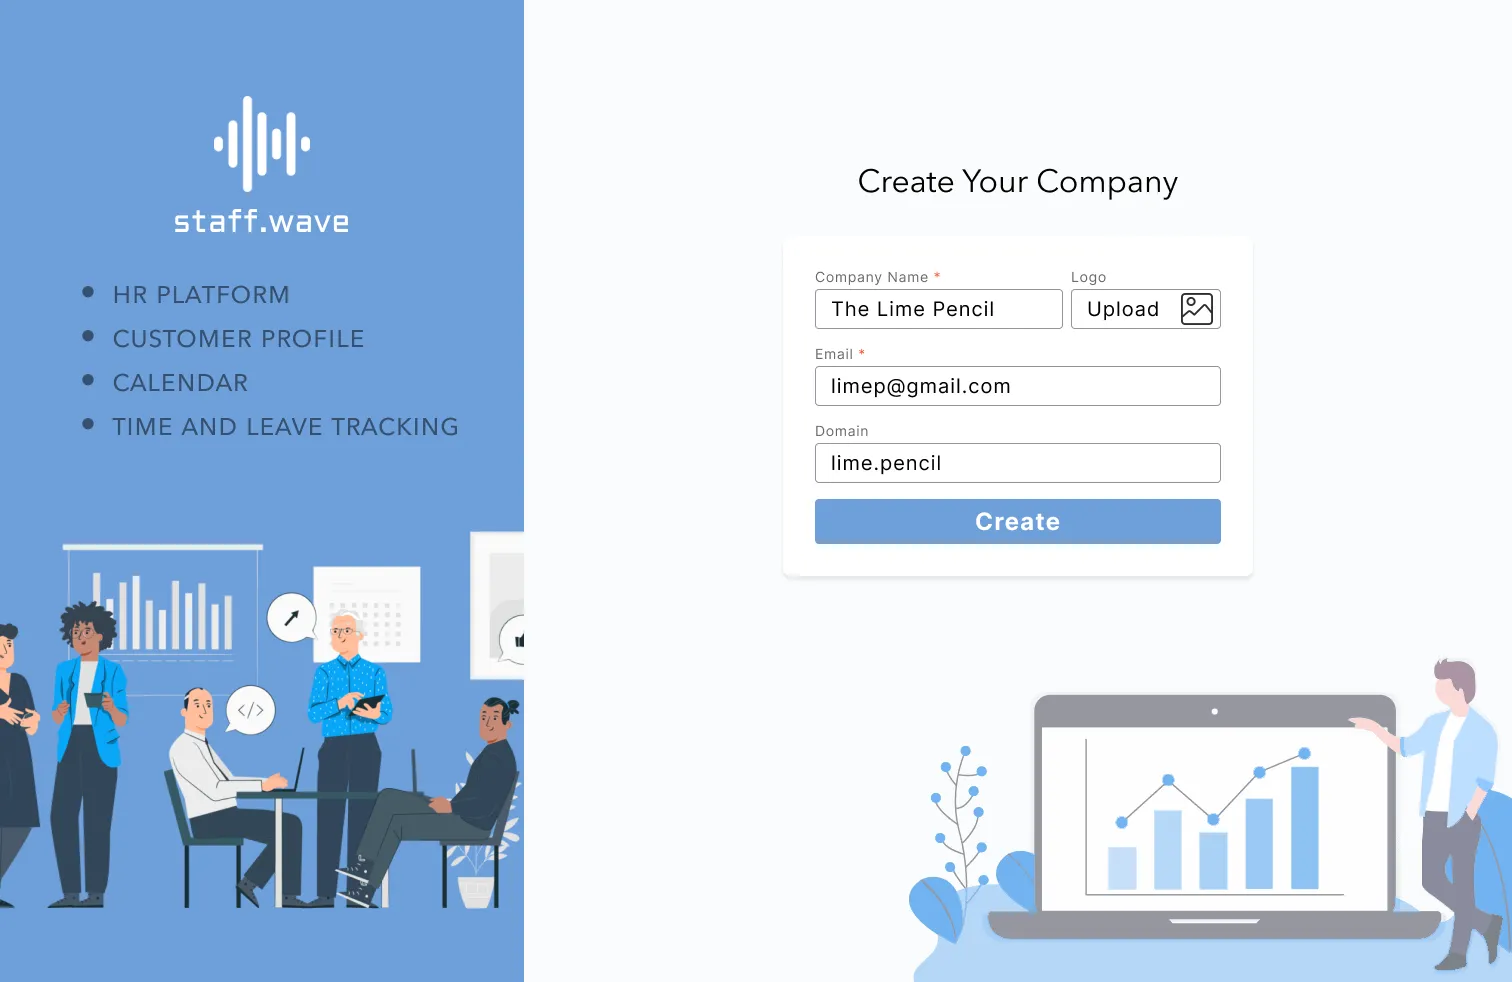 staff.wave
• HR PLATFORM
• CUSTOMER PROFILE
• CALENDAR
• TIME AND LEAVE TRACKING
</>
Create Your Company
Company Name * Logo
The Lime Pencil Upload
Email *
limep@gmail.com
Domain
lime.pencil
Create